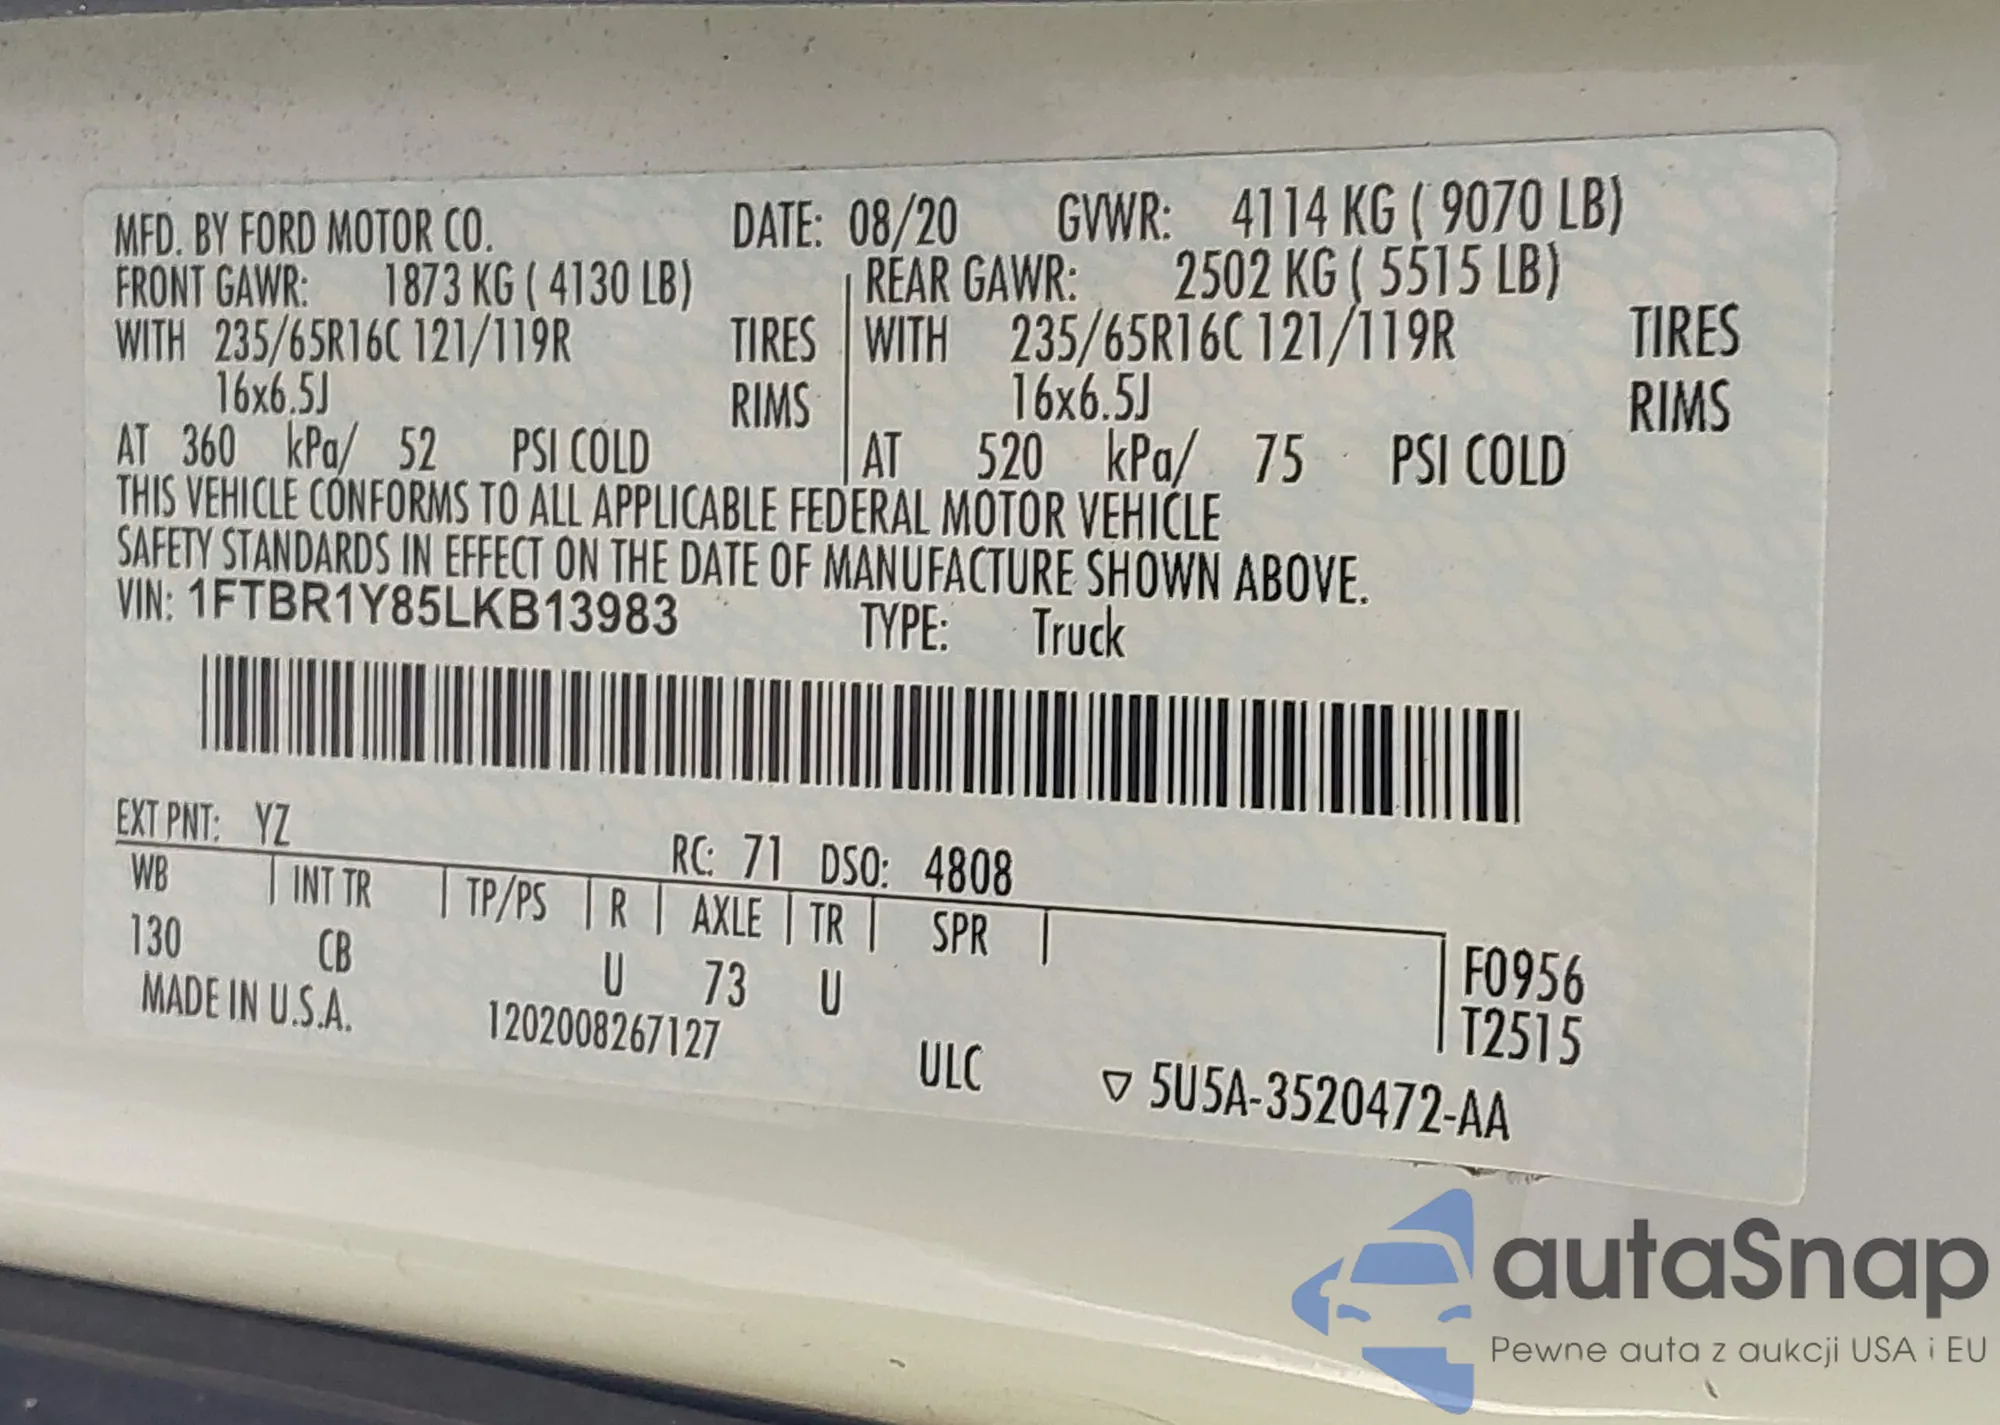 MFD. BY FORD MOTOR CO. DATE: 08/20 GVWR: 4114 KG ( 9070 LB)
FRONT GAWR: 1873 KG ( 4130 LB) REAR GAWR: 2502 KG ( 5515 LB)
WITH 235/65R16C 121/119R TIRES WITH 235/65R16C 121/119R TIRES
16x6.5J RIMS 16x6.5J RIMS
AT 360 kPa/ 52 PSI COLD AT 520 kPa/ 75 PSI COLD
THIS VEHICLE CONFORMS TO ALL APPLICABLE FEDERAL MOTOR VEHICLE
SAFETY STANDARDS IN EFFECT ON THE DATE OF MANUFACTURE SHOWN ABOVE.
VIN: 1FTBR1Y85LKB13983 TYPE: Truck
EXT PNT: YZ RC: 71 DSO: 4808
WB INT TR TP/PS R AXLE TR SPR
130 CB U 73 U F0956
T2515
MADE IN U.S.A. 1202008267127 ULC ▽ 5U5A-3520472-AA
autaSnap
Pewne auta z aukcji USA i EU